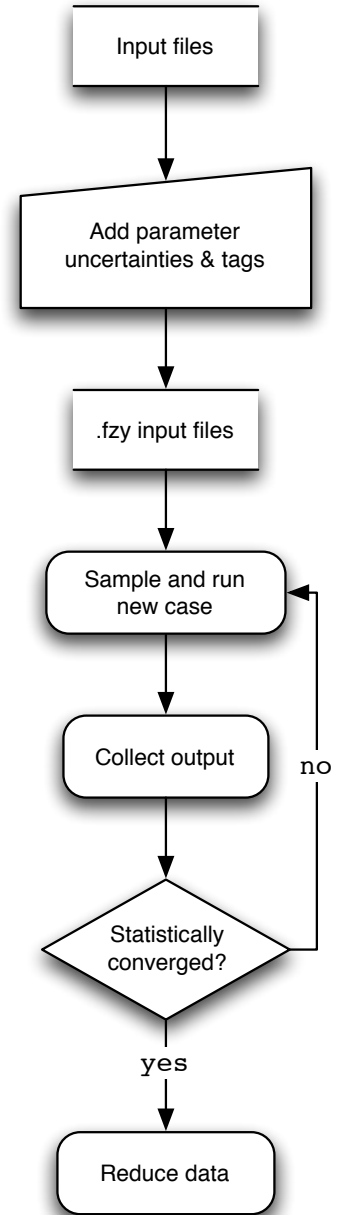 Input files
Add parameter
uncertainties & tags
.fzy input files
Sample and run
new case
Collect output
no
Statistically
converged?
yes
Reduce data